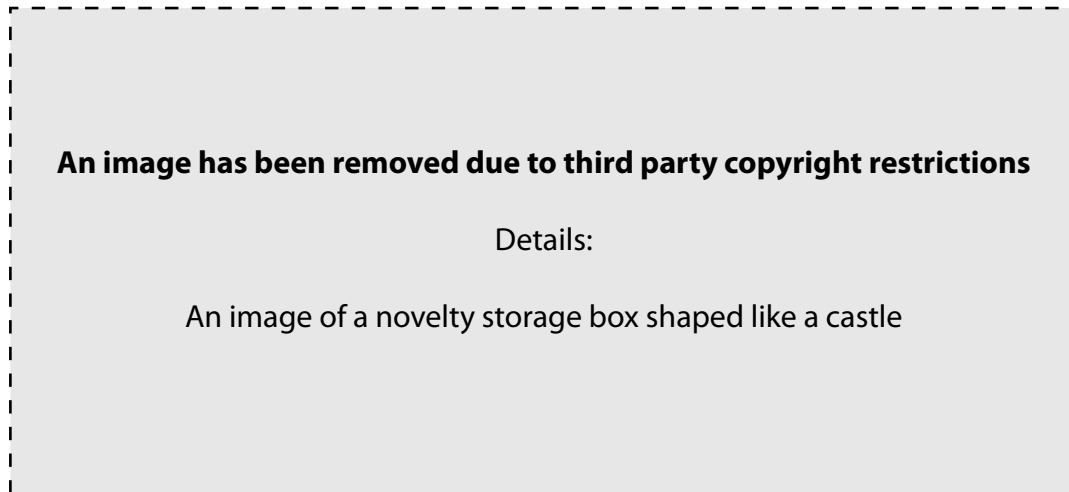 An image has been removed due to third party copyright restrictions
Details:
An image of a novelty storage box shaped like a castle